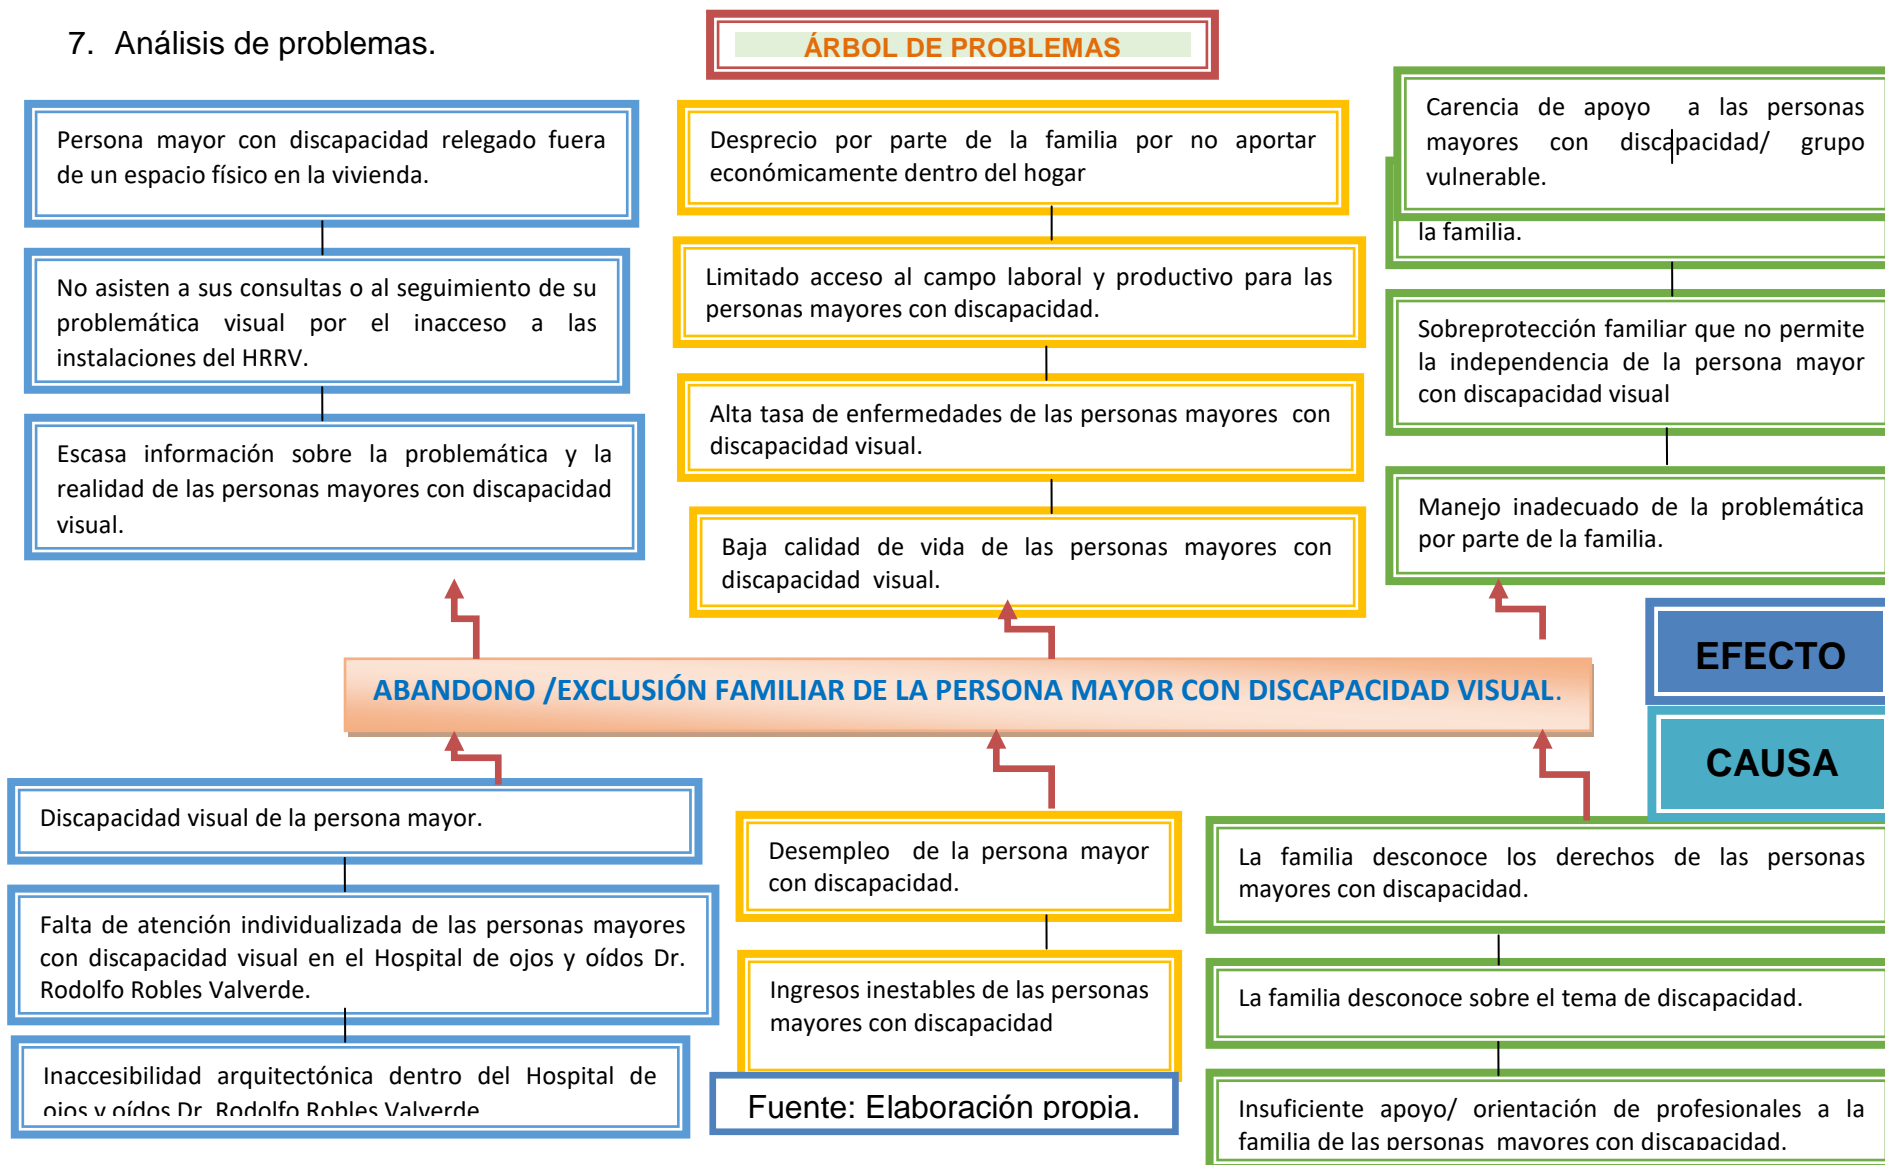 7. Análisis de problemas.
ÁRBOL DE PROBLEMAS
Persona mayor con discapacidad relegado fuera
de un espacio físico en la vivienda.
No asisten a sus consultas o al seguimiento de su
problemática visual por el inacceso a las
instalaciones del HRRV.
Escasa información sobre la problemática y la
realidad de las personas mayores con discapacidad
visual.
Desprecio por parte de la familia por no aportar
económicamente dentro del hogar
Limitado acceso al campo laboral y productivo para las
personas mayores con discapacidad.
Alta tasa de enfermedades de las personas mayores con
discapacidad visual.
Baja calidad de vida de las personas mayores con
discapacidad visual.
Carencia de apoyo a las personas
mayores con discapacidad/ grupo
vulnerable.
la familia.
Sobreprotección familiar que no permite
la independencia de la persona mayor
con discapacidad visual
Manejo inadecuado de la problemática
por parte de la familia.
EFECTO
ABANDONO /EXCLUSIÓN FAMILIAR DE LA PERSONA MAYOR CON DISCAPACIDAD VISUAL.
CAUSA
Discapacidad visual de la persona mayor.
Falta de atención individualizada de las personas mayores
con discapacidad visual en el Hospital de ojos y oídos Dr.
Rodolfo Robles Valverde.
Inaccesibilidad arquitectónica dentro del Hospital de
ojos y oídos Dr. Rodolfo Robles Valverde
Desempleo de la persona mayor
con discapacidad.
Ingresos inestables de las personas
mayores con discapacidad
Fuente: Elaboración propia.
La familia desconoce los derechos de las personas
mayores con discapacidad.
La familia desconoce sobre el tema de discapacidad.
Insuficiente apoyo/ orientación de profesionales a la
familia de las personas mayores con discapacidad.